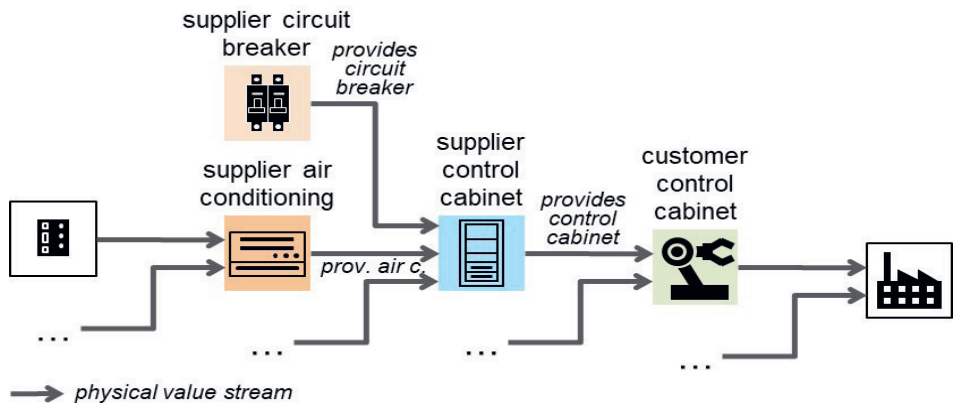 supplier circuit
breaker
provides
circuit
breaker
supplier air
conditioning
supplier
control
cabinet
customer
control
cabinet
provides
control
cabinet
prov. air c.
...
...
...
...
physical value stream